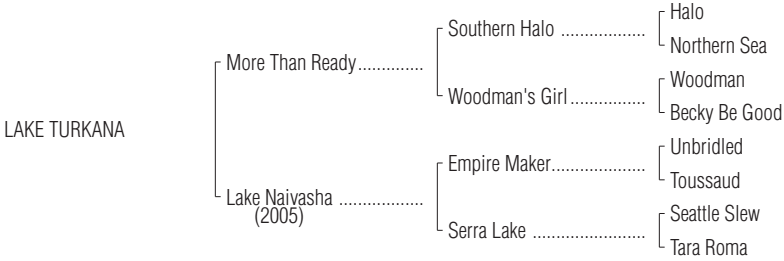 Halo
Southern Halo ...................
Northern Sea
More Than Ready..............
Woodman
Woodman's Girl.................
Becky Be Good
LAKE TURKANA
Unbridled
Empire Maker.....................
Toussaud
Lake Naivasha ...................
(2005)
Seattle Slew
Serra Lake .........................
Tara Roma